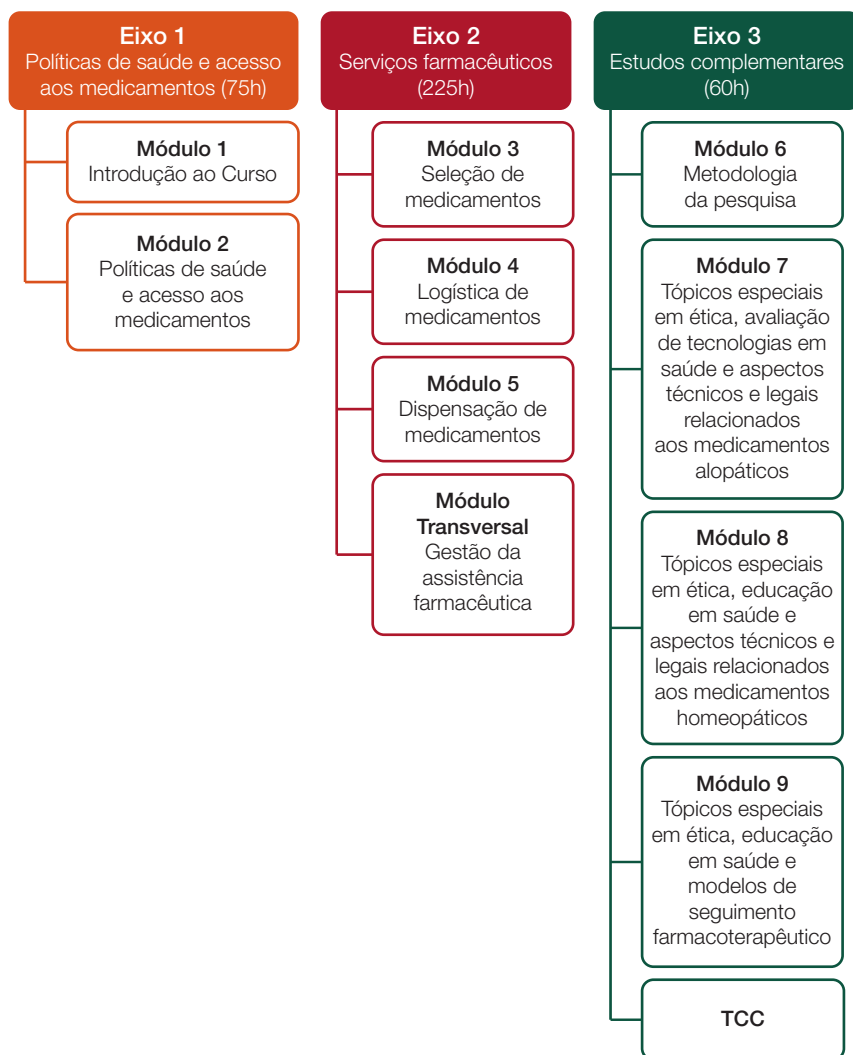 Eixo 1
Políticas de saúde e acesso
aos medicamentos (75h)
Módulo 1
Introdução ao Curso
Módulo 2
Políticas de saúde
e acesso aos
medicamentos
Eixo 2
Serviços farmacêuticos
(225h)
Módulo 3
Seleção de
medicamentos
Módulo 4
Logística de
medicamentos
Módulo 5
Dispensação de
medicamentos
Módulo
Transversal
Gestão da
assistência
farmacêutica
Eixo 3
Estudos complementares
(60h)
Módulo 6
Metodologia
da pesquisa
Módulo 7
Tópicos especiais
em ética, avaliação
de tecnologias em
saúde e aspectos
técnicos e legais
relacionados
aos medicamentos
alopáticos
Módulo 8
Tópicos especiais
em ética, educação
em saúde e
aspectos técnicos e
legais relacionados
aos medicamentos
homeopáticos
Módulo 9
Tópicos especiais
em ética, educação
em saúde e
modelos de
seguimento
farmacoterapêutico
TCC